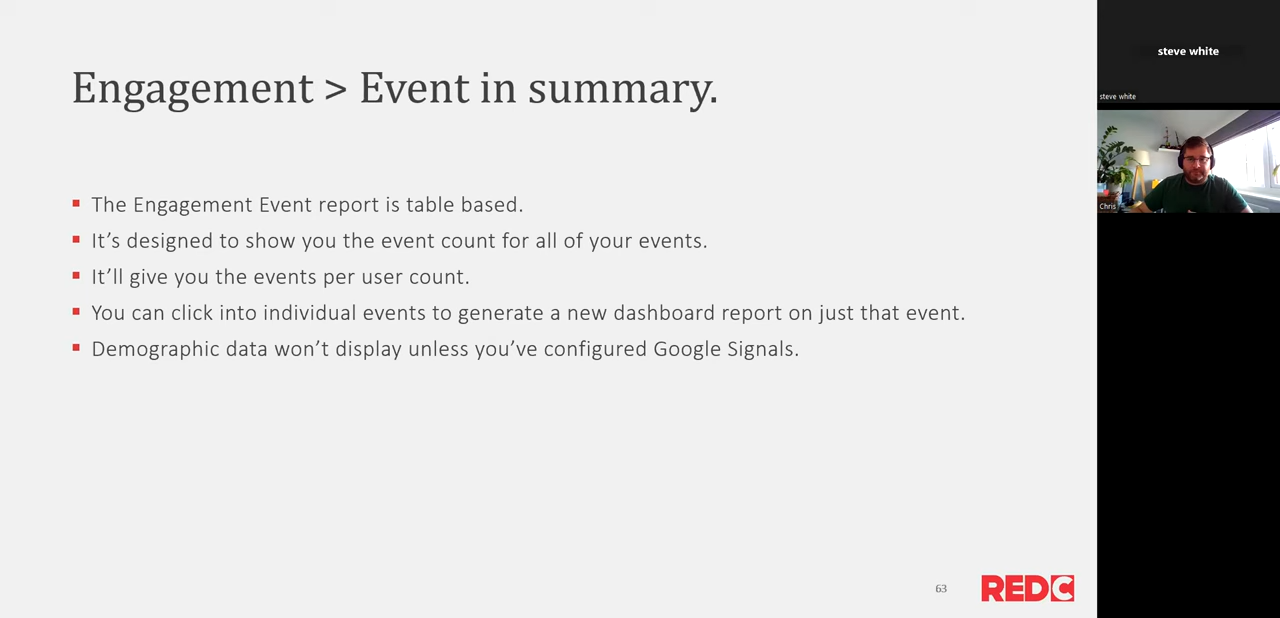 Engagement > Event in summary.
The Engagement Event report is table based.
It’s designed to show you the event count for all of your events.
It’ll give you the events per user count.
You can click into individual events to generate a new dashboard report on just that event.
Demographic data won’t display unless you’ve configured Google Signals.
63
REDC
steve white
steve white
Chris